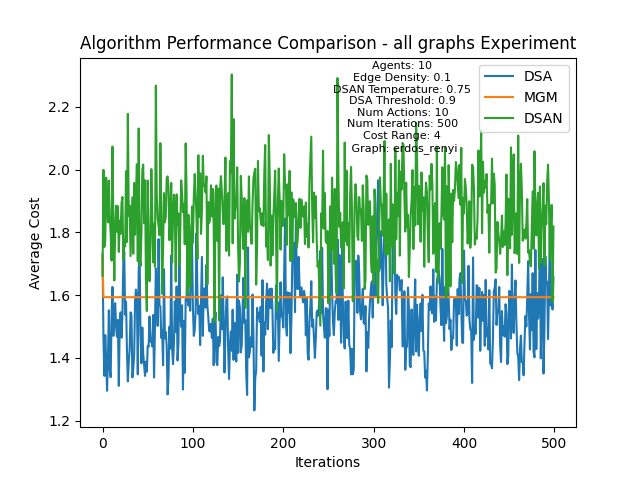 Algorithm Performance Comparison - all graphs Experiment
Agents: 10
Edge Density: 0.1
DSAN Temperature: 0.75
DSA Threshold: 0.9
Num Actions: 10
Num Iterations: 500
Cost Range: 4
Graph: erdos_renyi
DSA
MGM
DSAN
Average Cost
2.2
2.0
1.8
1.6
1.4
1.2
0
100
200
300
400
500
Iterations